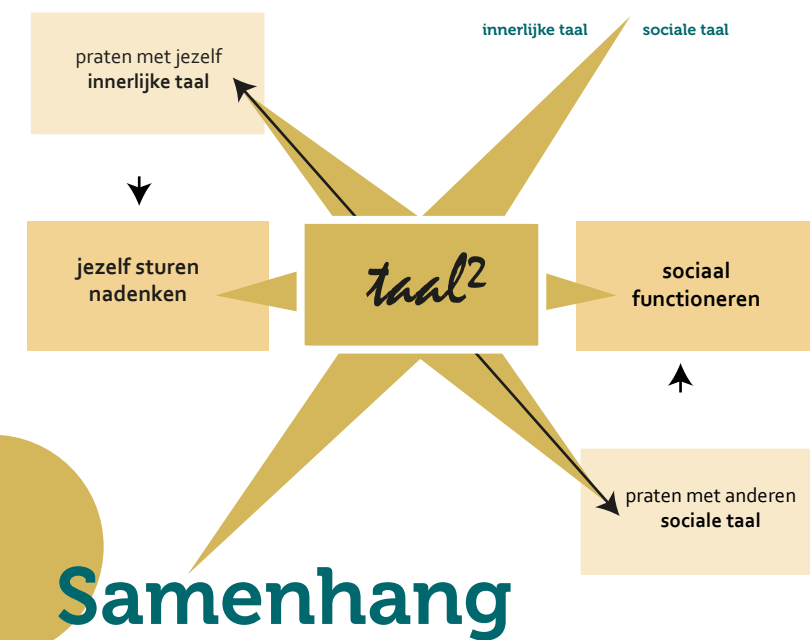 innerlijke taal
sociale taal
praten met jezelf
innerlijke taal
jezelf sturen
nadenken
taal²
sociaal
functioneren
praten met anderen
sociale taal
Samenhang